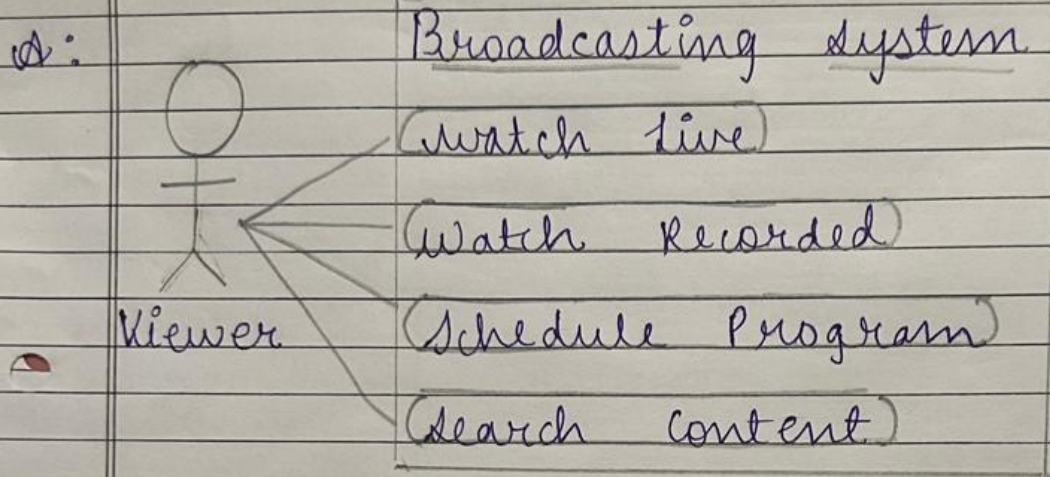 A:
Broadcasting system
Watch Live
Watch Recorded
Schedule Program
Viewer
Search Content